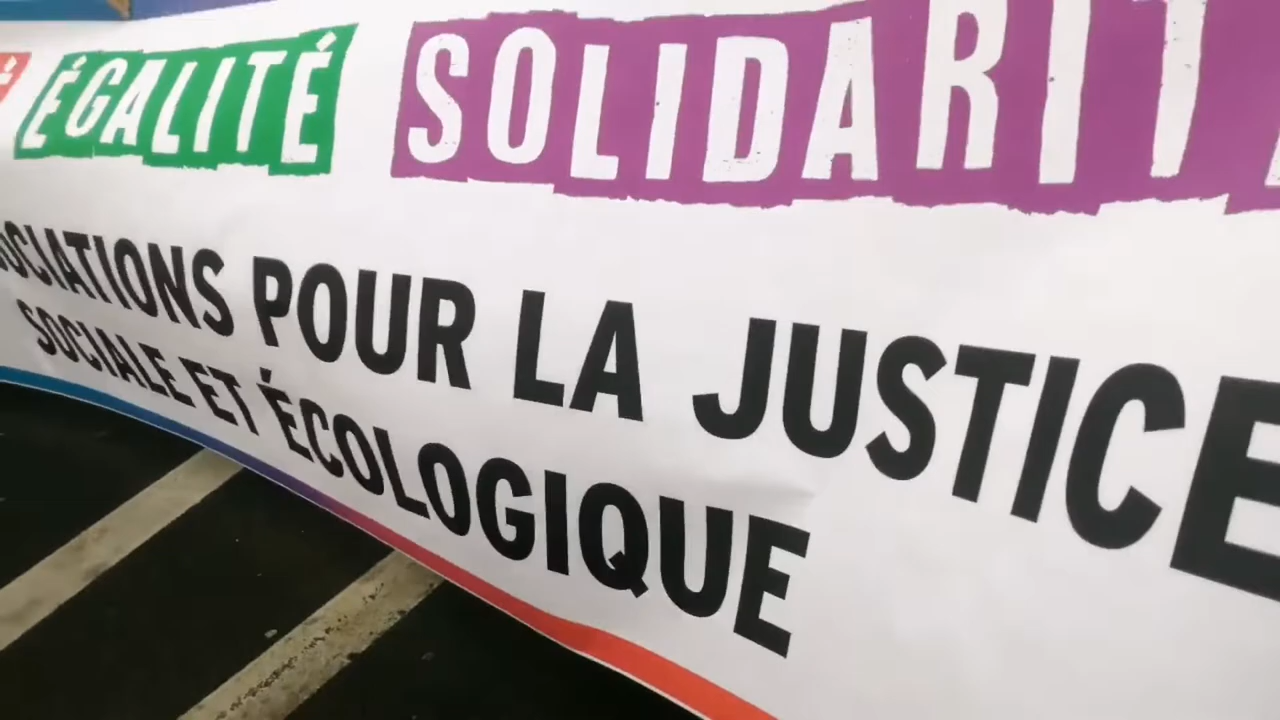 ÉGALITÉ SOLIDARIT
OCIATIONS POUR LA JUSTICE
SOCIALE ET ÉCOLOGIQUE